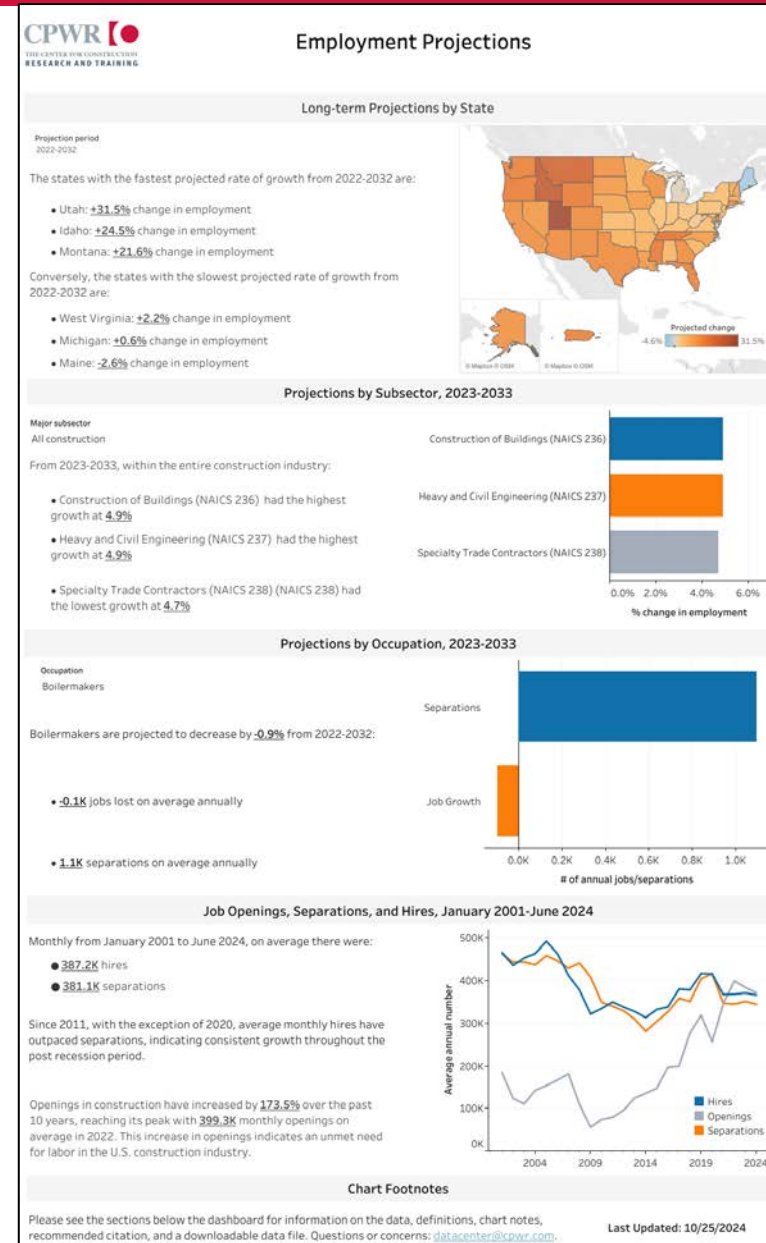 CPWR
THE CENTER FOR CONSTRUCTION
RESEARCH AND TRAINING
Employment Projections
Long-term Projections by State
Projection period
2022-2032
The states with the fastest projected rate of growth from 2022-2032 are:
• Utah: +31.5% change in employment
• Idaho: +24.5% change in employment
• Montana: +21.6% change in employment
Conversely, the states with the slowest projected rate of growth from
2022-2032 are:
• West Virginia: +2.2% change in employment
• Michigan: +0.6% change in employment
• Maine: -2.6% change in employment
Projected change
-4.6%
31.5%
© Mapbox © OSM
© Mapbox © OSM
© Mapbox © OSM
Projections by Subsector, 2023-2033
Major subsector
All construction
From 2023-2033, within the entire construction industry:
• Construction of Buildings (NAICS 236) had the highest
growth at 4.9%
• Heavy and Civil Engineering (NAICS 237) had the highest
growth at 4.9%
• Specialty Trade Contractors (NAICS 238) (NAICS 238) had
the lowest growth at 4.7%
Construction of Buildings (NAICS 236)
Heavy and Civil Engineering (NAICS 237)
Specialty Trade Contractors (NAICS 238)
0.0% 2.0% 4.0% 6.0%
% change in employment
Projections by Occupation, 2023-2033
Occupation
Boilermakers
Boilermakers are projected to decrease by -0.9% from 2022-2032:
• -0.1K jobs lost on average annually
• 1.1K separations on average annually
Separations
Job Growth
0.0K 0.2K 0.4K 0.6K 0.8K 1.0K
# of annual jobs/separations
Job Openings, Separations, and Hires, January 2001-June 2024
Monthly from January 2001 to June 2024, on average there were:
● 387.2K hires
● 381.1K separations
Since 2011, with the exception of 2020, average monthly hires have
outpaced separations, indicating consistent growth throughout the
post recession period.
Openings in construction have increased by 173.5% over the past
10 years, reaching its peak with 399.3K monthly openings on
average in 2022. This increase in openings indicates an unmet need
for labor in the U.S. construction industry.
Average annual number
500K
400K
300K
200K
100K
0K
Hires
Openings
Separations
2004 2009 2014 2019 2024
Chart Footnotes
Please see the sections below the dashboard for information on the data, definitions, chart notes,
recommended citation, and a downloadable data file. Questions or concerns: datacenter@cpwr.com.
Last Updated: 10/25/2024